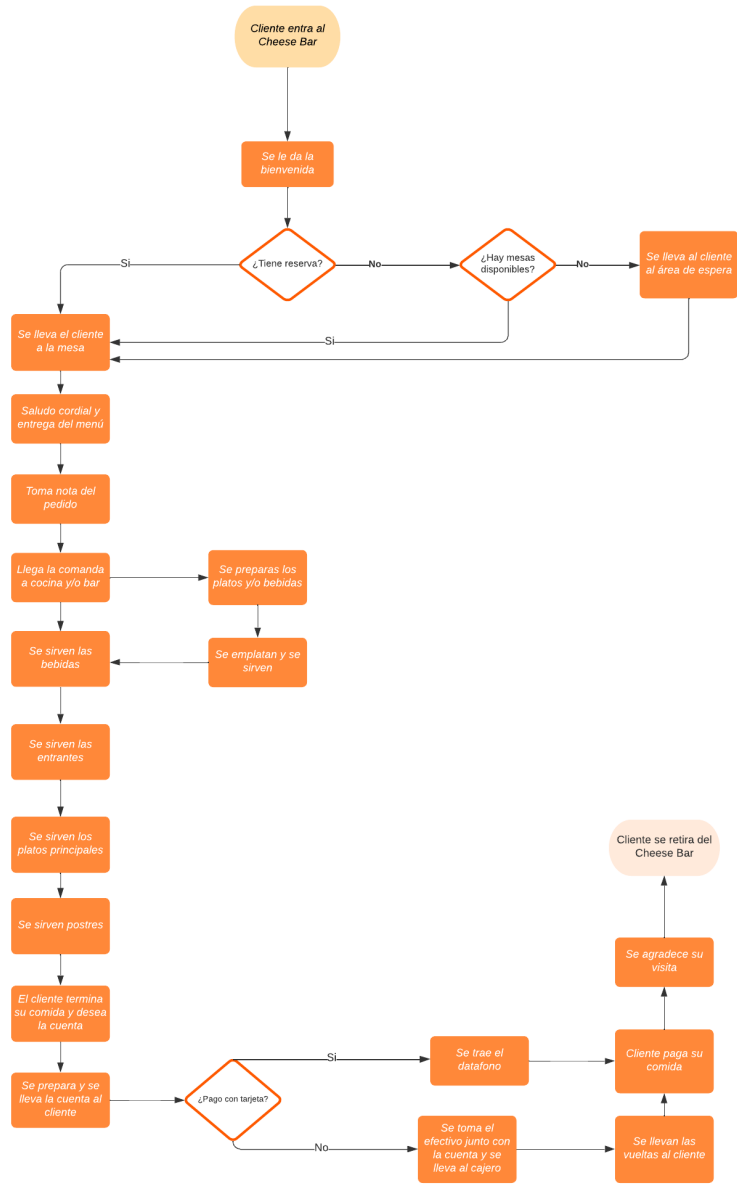 Cliente entra al
Cheese Bar
Se le da la
bienvenida
¿Tiene reserva?
Si
No
¿Hay mesas
disponibles?
No
Se lleva al cliente
al área de espera
Si
Se lleva el cliente
a la mesa
Saludo cordial y
entrega del menú
Toma nota del
pedido
Llega la comanda
a cocina y/o bar
Se preparas los
platos y/o bebidas
Se emplatan y se
sirven
Se sirven las
bebidas
Se sirven las
entrantes
Se sirven los
platos principales
Se sirven postres
El cliente termina
su comida y desea
la cuenta
Se prepara y se
lleva la cuenta al
cliente
¿Pago con tarjeta?
Si
Se trae el
datafono
No
Se toma el
efectivo junto con
la cuenta y se
lleva al cajero
Se llevan las
vueltas al cliente
Cliente paga su
comida
Se agradece su
visita
Cliente se retira del
Cheese Bar